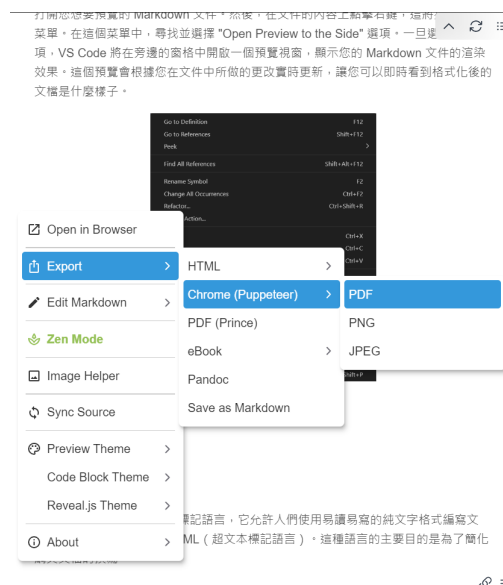 打開您想要預覽的 Markdown 文件。然後，在文件的內容上點擊右鍵，這將
菜單。在這個菜單中，尋找並選擇 "Open Preview to the Side" 選項。一旦選
項，VS Code 將在旁邊的窗格中開啟一個預覽視窗，顯示您的 Markdown 文件的渲染
效果。這個預覽會根據您在文件中所做的更改實時更新，讓您可以即時看到格式化後的
文檔是什麼樣子。
Go to Definition F12
Go to References Shift+F12
Peek
Find All References Shift+Alt+F12
Rename Symbol F2
Change All Occurrences Ctrl+F2
Refactor... Ctrl+Shift+R
Action...
Ctrl+X
Ctrl+C
Ctrl+V
Open in Browser
Export
Edit Markdown
Zen Mode
Image Helper
Sync Source
Preview Theme
Code Block Theme
Reveal.js Theme
About
HTML
Chrome (Puppeteer)
PDF (Prince)
eBook
Pandoc
Save as Markdown
PDF
PNG
JPEG
Shift+P
標記語言，它允許人們使用易讀易寫的純文字格式編寫文
ML（超文本標記語言）。這種語言的主要目的是為了簡化